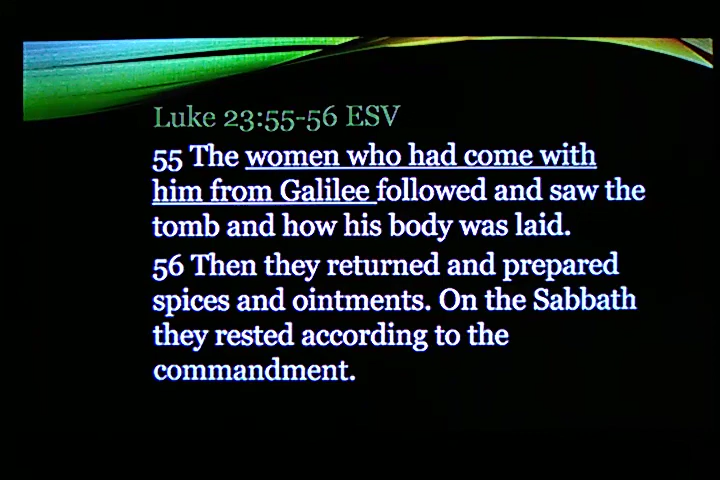 Luke 23:55-56 ESV
55 The women who had come with
him from Galilee followed and saw the
tomb and how his body was laid.
56 Then they returned and prepared
spices and ointments. On the Sabbath
they rested according to the
commandment.